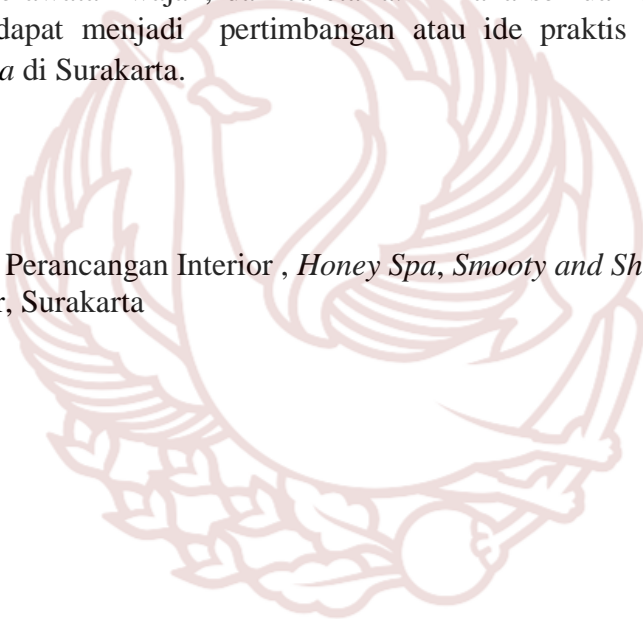 dapat menjadi pertimbangan atau ide praktis
a di Surakarta.
Perancangan Interior , Honey Spa, Smooty and Sh
r, Surakarta